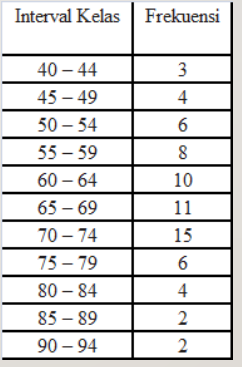 Interval Kelas Frekuensi
40 – 44 3
45 – 49 4
50 – 54 6
55 – 59 8
60 – 64 10
65 – 69 11
70 – 74 15
75 – 79 6
80 – 84 4
85 – 89 2
90 – 94 2